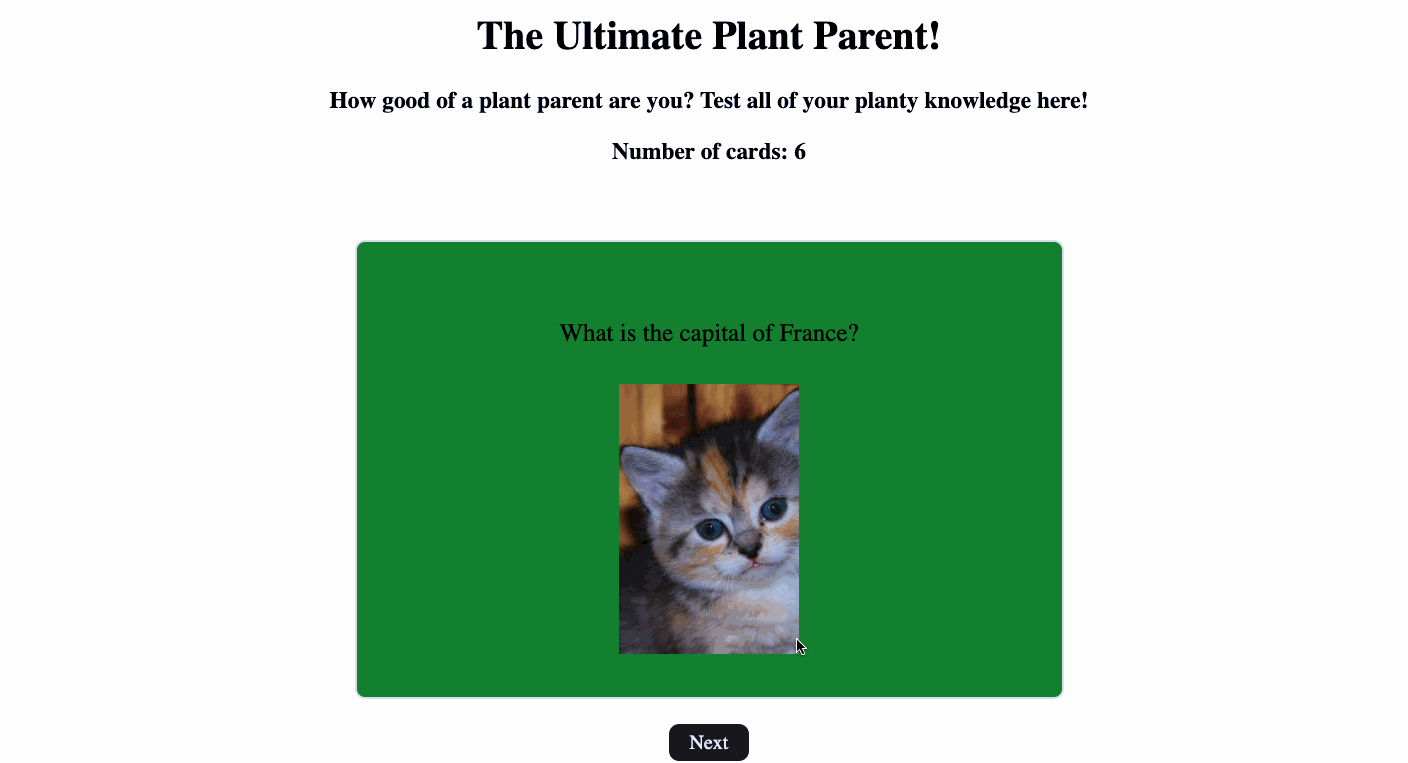 The Ultimate Plant Parent!
How good of a plant parent are you? Test all of your planty knowledge here!
Number of cards: 6
What is the capital of France?
Next